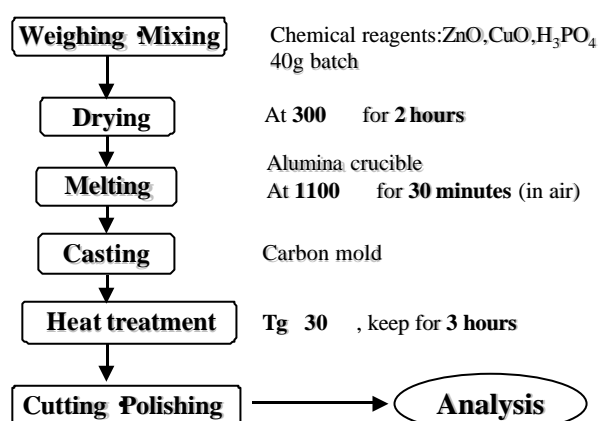 Weighing •Mixing
Chemical reagents:ZnO,CuO,H₃PO₄
40g batch
Drying
At 300 for 2 hours
Melting
Alumina crucible
At 1100 for 30 minutes (in air)
Casting
Carbon mold
Heat treatment
Tg 30 , keep for 3 hours
Cutting •Polishing
Analysis